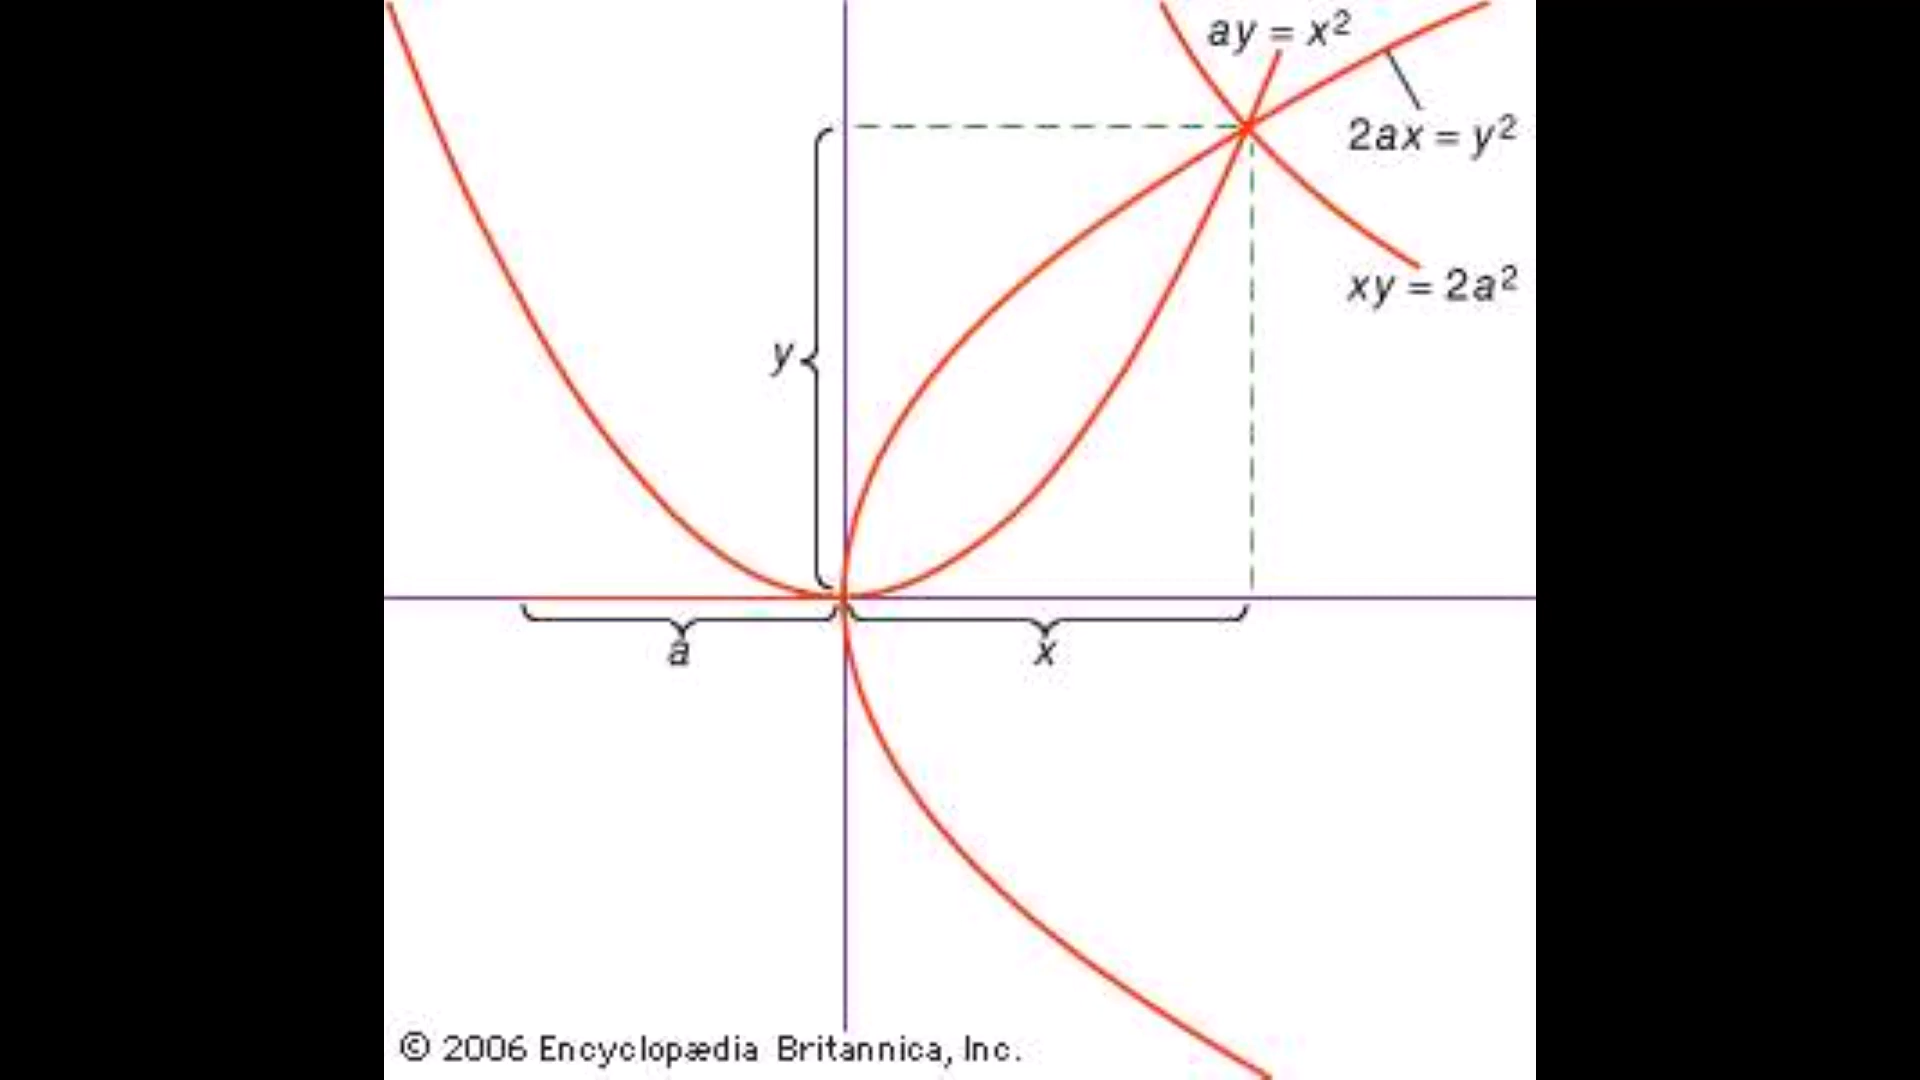 ay = x²
2ax = y²
xy = 2a²
y
a
x
© 2006 Encyclopædia Britannica, Inc.